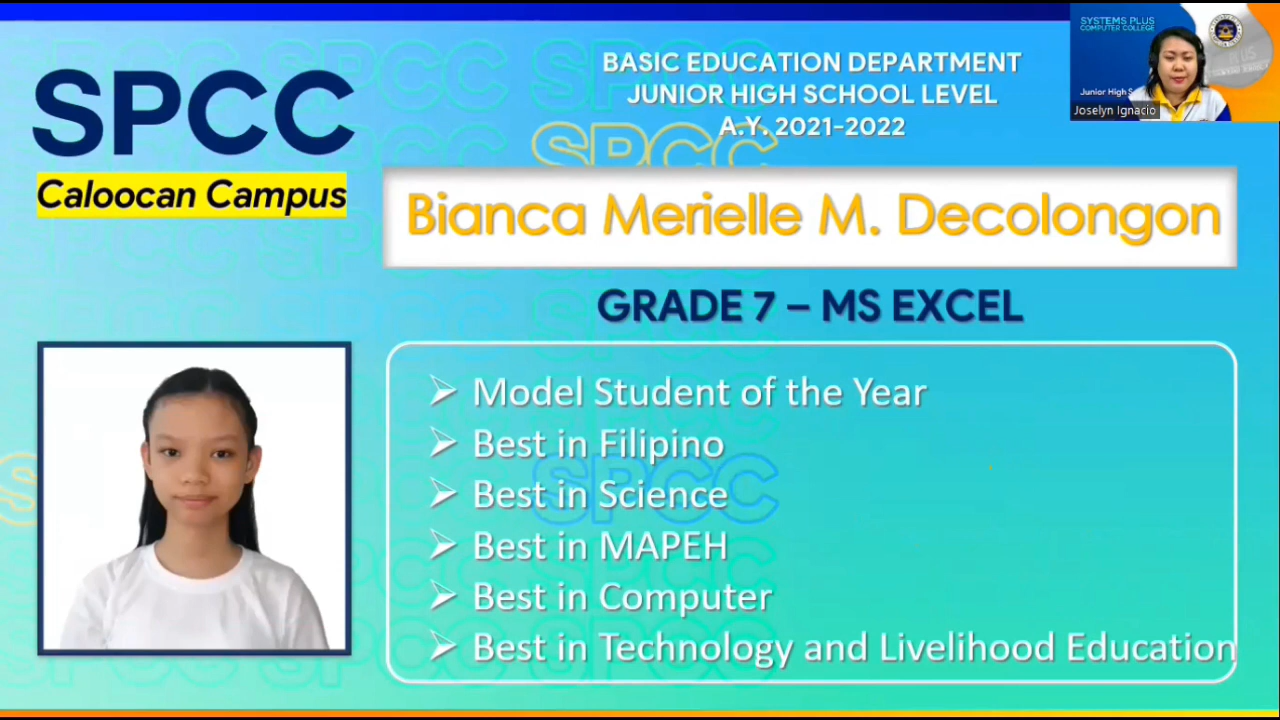 SPCC
Caloocan Campus
BASIC EDUCATION DEPARTMENT
JUNIOR HIGH SCHOOL LEVEL
A.Y. 2021-2022
SYSTEMS PLUS
COMPUTER COLLEGE
Junior High S
Joselyn Ignacio
Bianca Merielle M. Decolongon
GRADE 7 – MS EXCEL
Model Student of the Year
Best in Filipino
Best in Science
Best in MAPEH
Best in Computer
Best in Technology and Livelihood Education